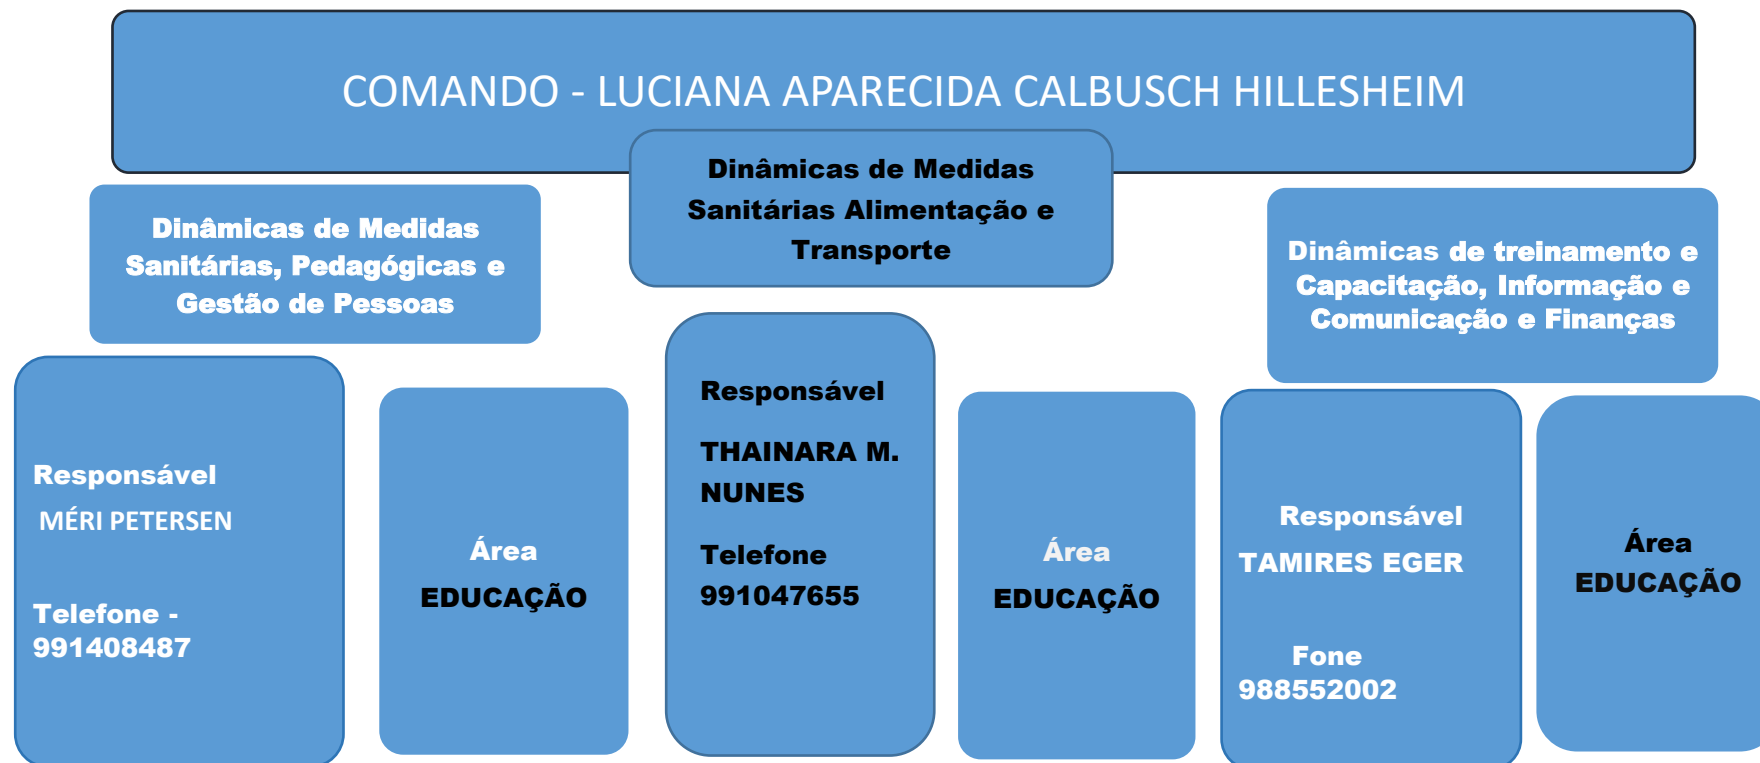 COMANDO - LUCIANA APARECIDA CALBUSCH HILLESHEIM
Dinâmicas de Medidas
Sanitárias, Pedagógicas e
Gestão de Pessoas
Dinâmicas de Medidas
Sanitárias Alimentação e
Transporte
Dinâmicas de treinamento e
Capacitação, Informação e
Comunicação e Finanças
Responsável
MÉRI PETERSEN
Telefone -
991408487
Área
EDUCAÇÃO
Responsável
THAINARA M.
NUNES
Telefone
991047655
Área
EDUCAÇÃO
Responsável
TAMIRES EGER
Fone
988552002
Área
EDUCAÇÃO